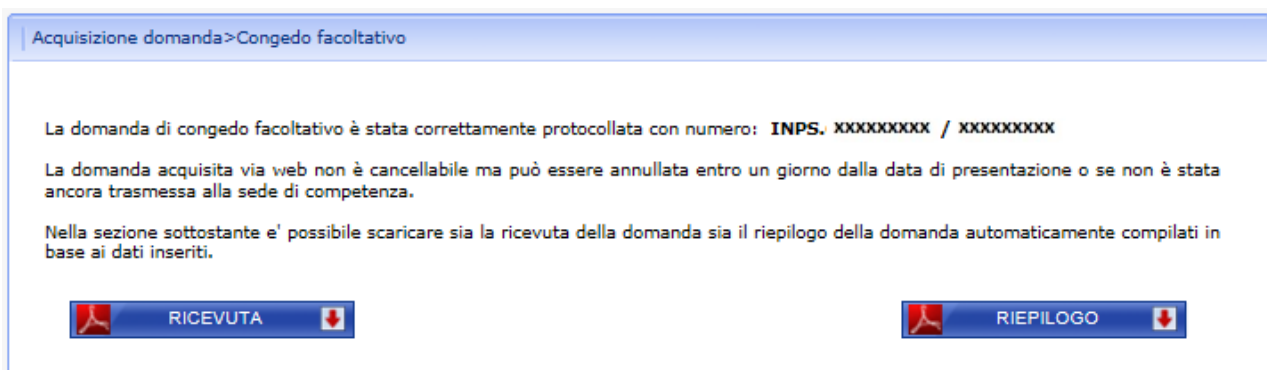 Acquisizione domanda>Congedo facoltativo
La domanda di congedo facoltativo è stata correttamente protocollata con numero: INPS. xxxxxxxxx / xxxxxxxxx
La domanda acquisita via web non è cancellabile ma può essere annullata entro un giorno dalla data di presentazione o se non è stata
ancora trasmessa alla sede di competenza.
Nella sezione sottostante e' possibile scaricare sia la ricevuta della domanda sia il riepilogo della domanda automaticamente compilati in
base ai dati inseriti.
RICEVUTA
RIEPILOGO